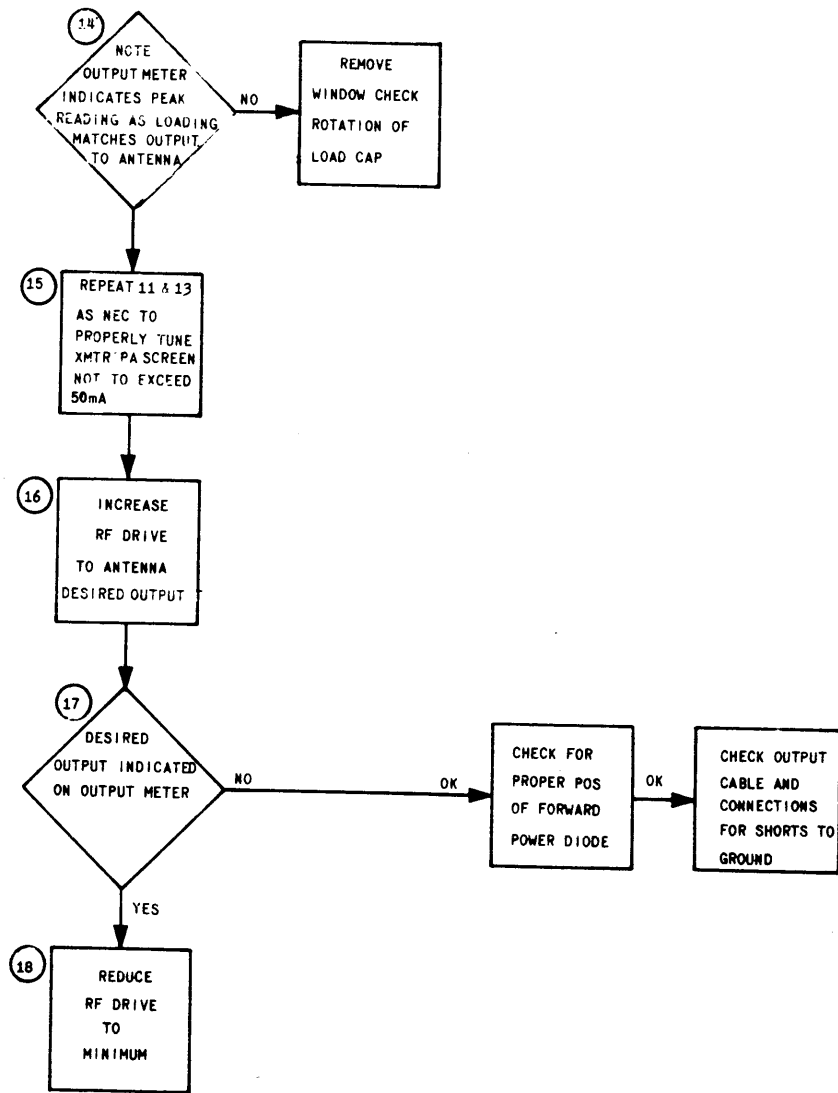 14
NOTE
OUTPUT METER
INDICATES PEAK
READING AS LOADING
MATCHES OUTPUT
TO ANTENNA
NO
REMOVE
WINDOW CHECK
ROTATION OF
LOAD CAP
15
REPEAT 11 & 13
AS NEC TO
PROPERLY TUNE
XMTR PA SCREEN
NOT TO EXCEED
50mA
16
INCREASE
RF DRIVE
TO ANTENNA
DESIRED OUTPUT
17
DESIRED
OUTPUT INDICATED
ON OUTPUT METER
NO
OK
CHECK FOR
PROPER POS
OF FORWARD
POWER DIODE
OK
CHECK OUTPUT
CABLE AND
CONNECTIONS
FOR SHORTS TO
GROUND
YES
18
REDUCE
RF DRIVE
TO
MINIMUM